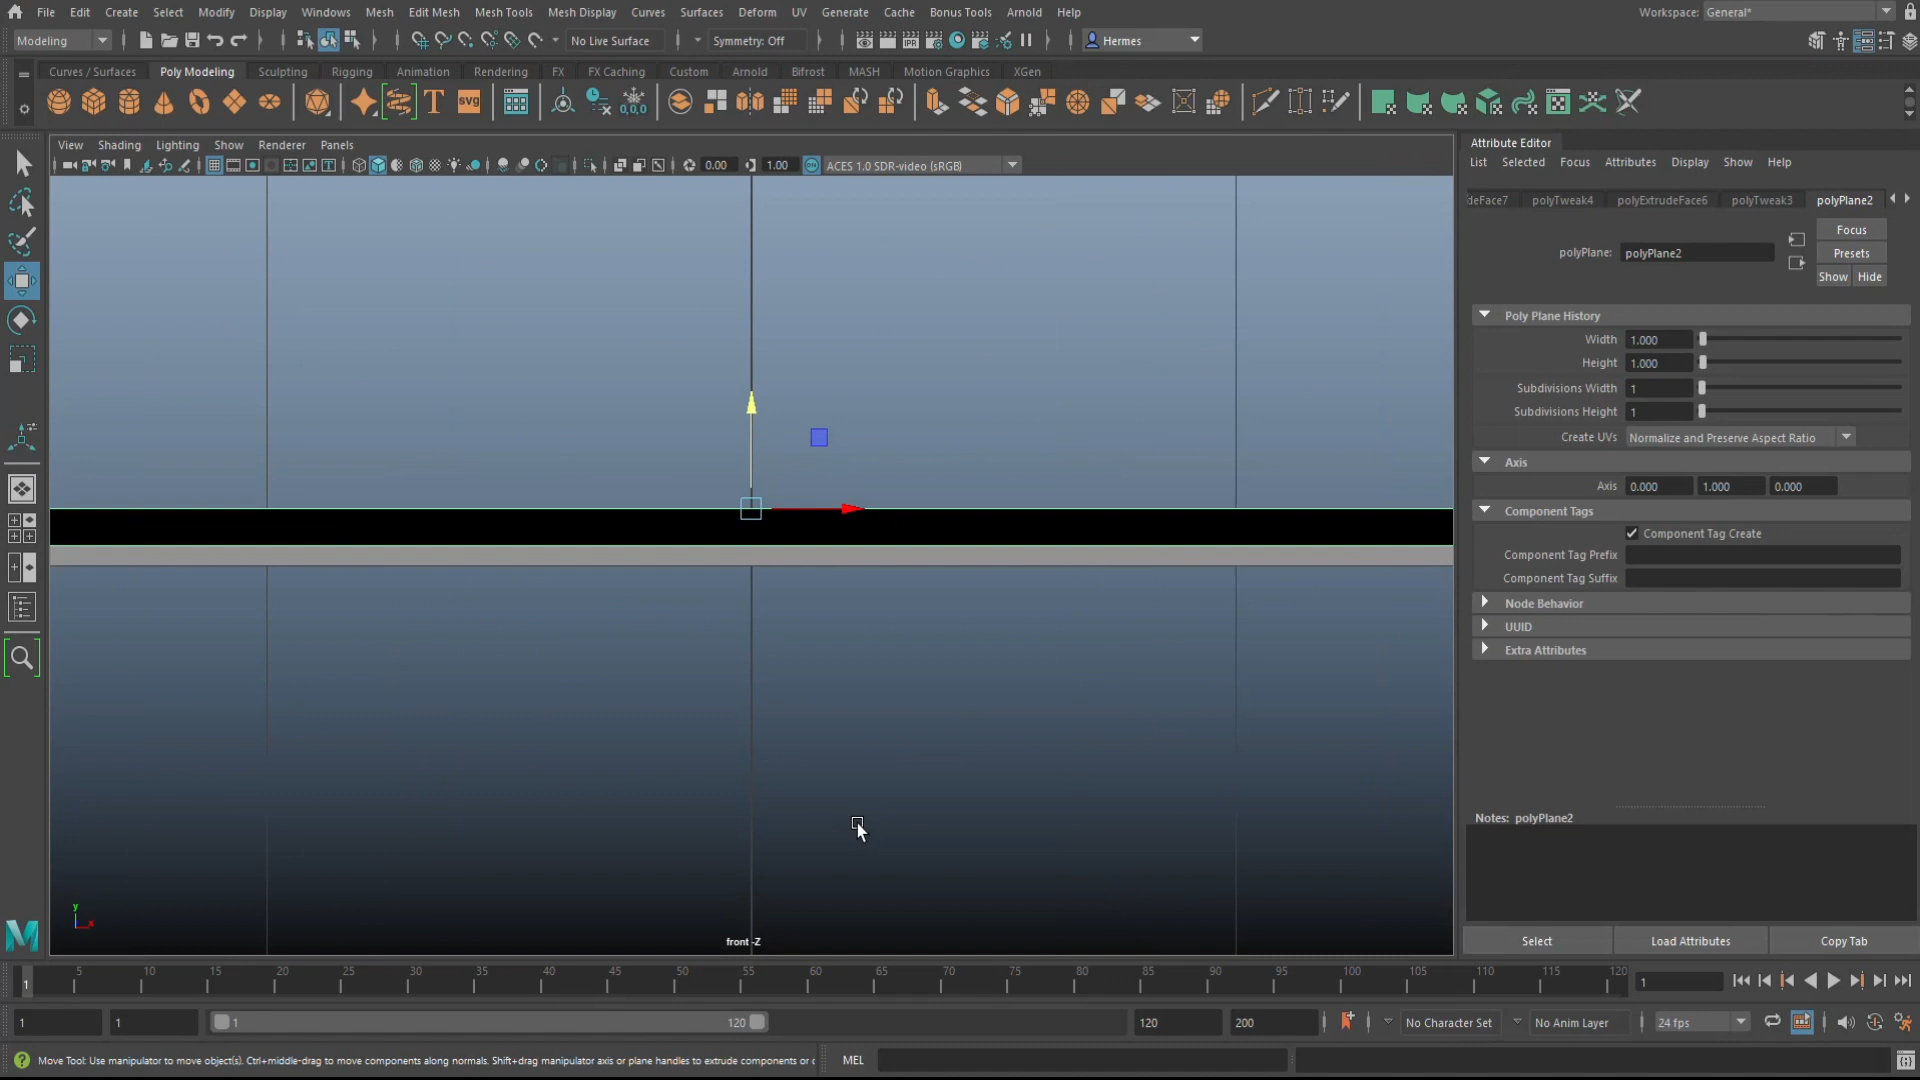 File Edit Create Select Modify Display Windows Mesh Edit Mesh Mesh Tools Mesh Display Curves Surfaces Deform UV Generate Cache Bonus Tools Arnold Help
Workspace: General*
Modeling
No Live Surface
Symmetry: Off
Hermes
Curves / Surfaces Poly Modeling Sculpting Rigging Animation Rendering FX FX Caching Custom Arnold Bifrost MASH Motion Graphics XGen
SVG
0,0,0
View Shading Lighting Show Renderer Panels
0.00
1.00
ON
ACES 1.0 SDR-video (sRGB)
Attribute Editor
List Selected Focus Attributes Display Show Help
deFace7 polyTweak4 polyExtrudeFace6 polyTweak3 polyPlane2
polyPlane: polyPlane2
Focus
Presets
Show Hide
Poly Plane History
Width 1.000
Height 1.000
Subdivisions Width 1
Subdivisions Height 1
Create UVs Normalize and Preserve Aspect Ratio
Axis
Axis 0.000 1.000 0.000
Component Tags
Component Tag Create
Component Tag Prefix
Component Tag Suffix
Node Behavior
UUID
Extra Attributes
Notes: polyPlane2
Select Load Attributes Copy Tab
y
x
front -Z
1 5 10 15 20 25 30 35 40 45 50 55 60 65 70 75 80 85 90 95 100 105 110 115 120
1
1 1 1 120 120 200
No Character Set No Anim Layer 24 fps
Move Tool: Use manipulator to move object(s). Ctrl+middle-drag to move components along normals. Shift+drag manipulator axis or plane handles to extrude components or c
MEL